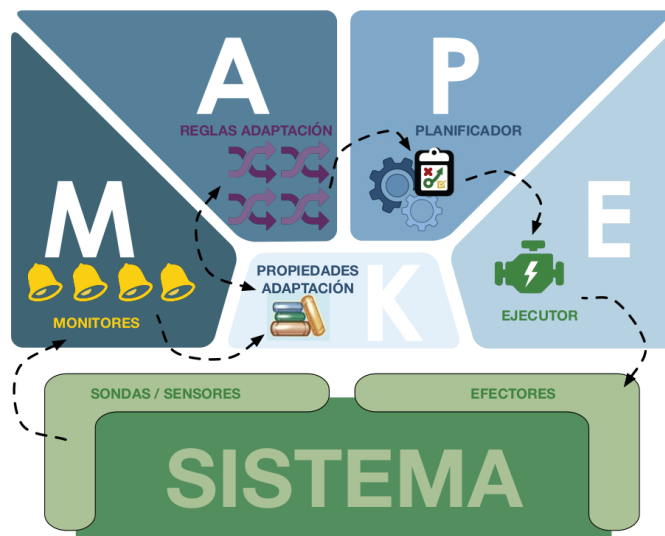 A
P
REGLAS ADAPTACIÓN
PLANIFICADOR
M
E
PROPIEDADES
ADAPTACIÓN
K
MONITORES
EJECUTOR
SONDAS / SENSORES
EFECTORES
SISTEMA